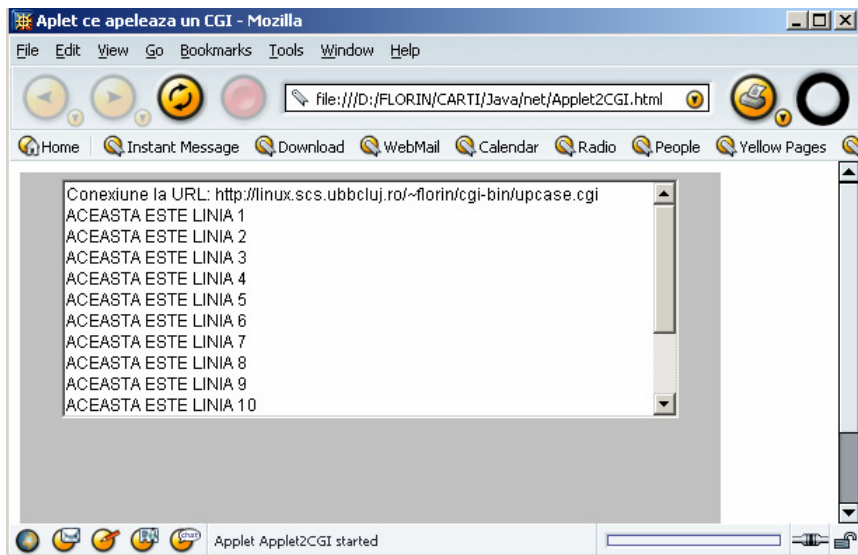 Aplet ce apeleaza un CGI - Mozilla
File Edit View Go Bookmarks Tools Window Help
file:///D:/FLORIN/CARTI/Java/net/Applet2CGI.html
Home Instant Message Download WebMail Calendar Radio People Yellow Pages
Conexiune la URL: http://linux.scs.ubbcluj.ro/~florin/cgi-bin/upcase.cgi
ACEASTA ESTE LINIA 1
ACEASTA ESTE LINIA 2
ACEASTA ESTE LINIA 3
ACEASTA ESTE LINIA 4
ACEASTA ESTE LINIA 5
ACEASTA ESTE LINIA 6
ACEASTA ESTE LINIA 7
ACEASTA ESTE LINIA 8
ACEASTA ESTE LINIA 9
ACEASTA ESTE LINIA 10
Applet Applet2CGI started